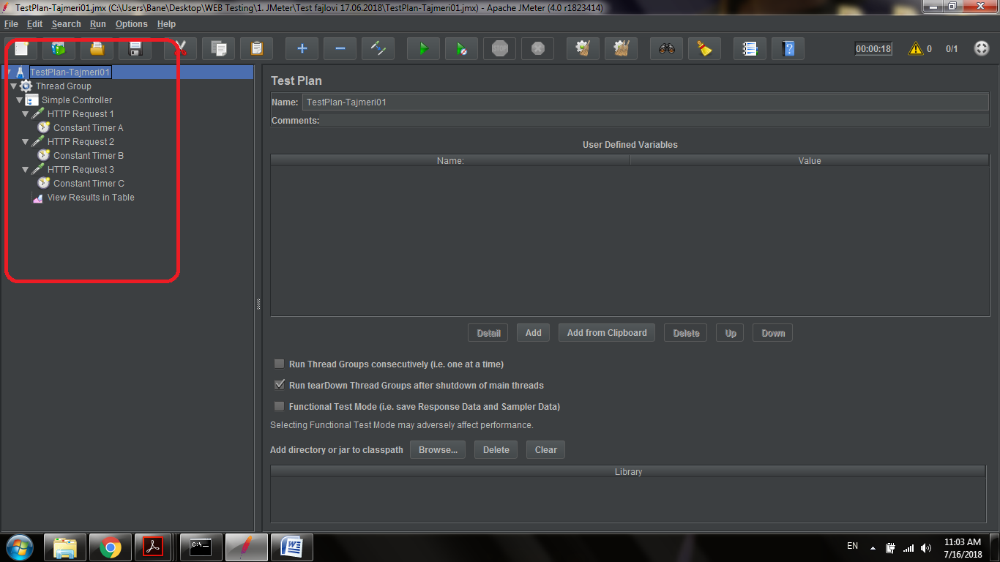 TestPlan-Tajmeri01.jmx (C:\Users\Bane\Desktop\WEB Testing\1. JMeter\Test fajlovi 17.06.2018\TestPlan-Tajmeri01.jmx) - Apache JMeter (4.0 r1823414)
File Edit Search Run Options Help
STOP 00:00:18 0 0/1
TestPlan-Tajmeri01
Thread Group
Simple Controller
HTTP Request 1
Constant Timer A
HTTP Request 2
Constant Timer B
HTTP Request 3
Constant Timer C
View Results in Table
Test Plan
Name: TestPlan-Tajmeri01
Comments:
User Defined Variables
Name: Value
Detail Add Add from Clipboard Delete Up Down
Run Thread Groups consecutively (i.e. one at a time)
Run tearDown Thread Groups after shutdown of main threads
Functional Test Mode (i.e. save Response Data and Sampler Data)
Selecting Functional Test Mode may adversely affect performance.
Add directory or jar to classpath Browse... Delete Clear
Library
EN 11:03 AM
7/16/2018